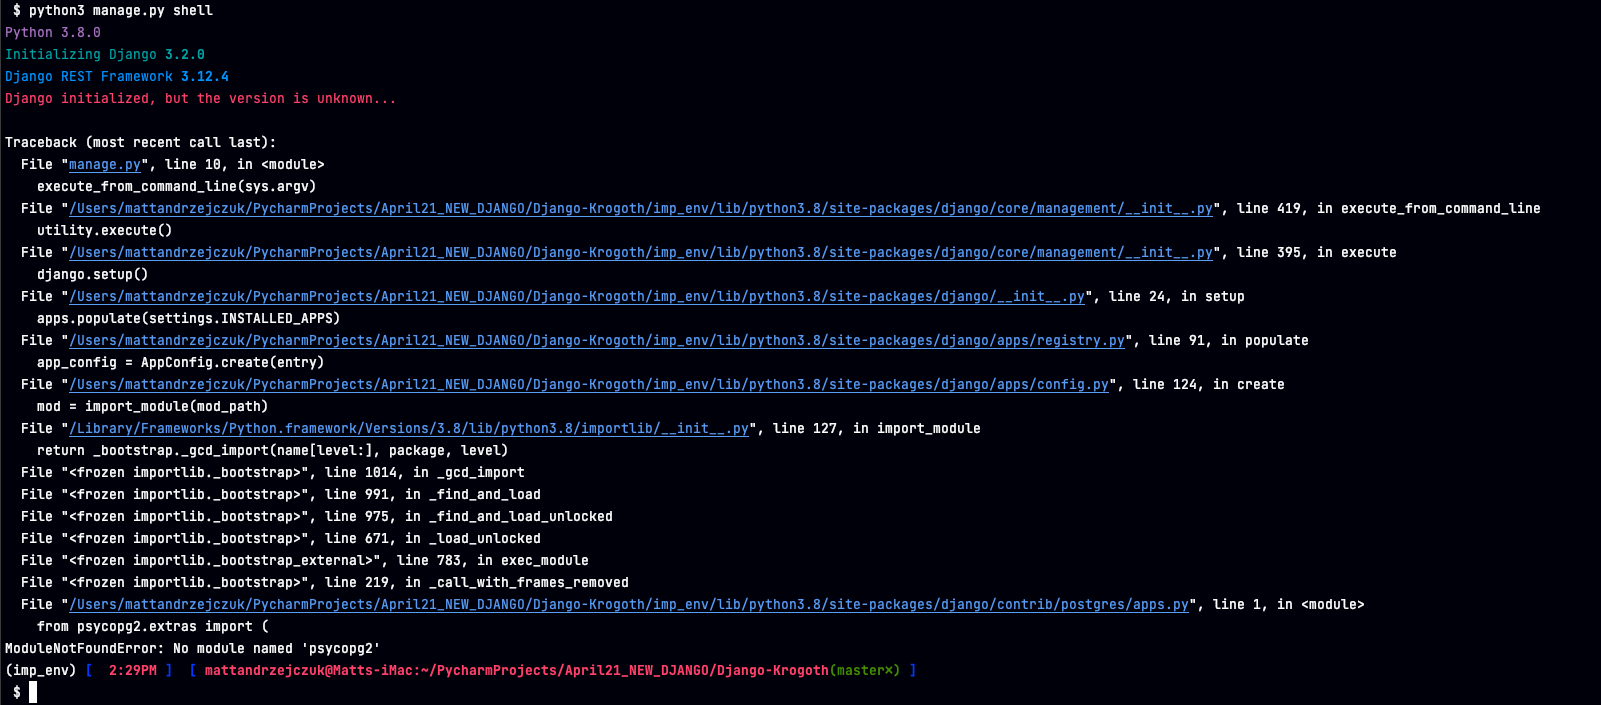 $ python3 manage.py shell
Python 3.8.0
Initializing Django 3.2.0
Django REST Framework 3.12.4
Django initialized, but the version is unknown...
Traceback (most recent call last):
  File "manage.py", line 10, in <module>
    execute_from_command_line(sys.argv)
  File "/Users/mattandrzejczuk/PycharmProjects/April21_NEW_DJANGO/Django-Krogoth/imp_env/lib/python3.8/site-packages/django/core/management/__init__.py", line 419, in execute_from_command_line
    utility.execute()
  File "/Users/mattandrzejczuk/PycharmProjects/April21_NEW_DJANGO/Django-Krogoth/imp_env/lib/python3.8/site-packages/django/core/management/__init__.py", line 395, in execute
    django.setup()
  File "/Users/mattandrzejczuk/PycharmProjects/April21_NEW_DJANGO/Django-Krogoth/imp_env/lib/python3.8/site-packages/django/__init__.py", line 24, in setup
    apps.populate(settings.INSTALLED_APPS)
  File "/Users/mattandrzejczuk/PycharmProjects/April21_NEW_DJANGO/Django-Krogoth/imp_env/lib/python3.8/site-packages/django/apps/registry.py", line 91, in populate
    app_config = AppConfig.create(entry)
  File "/Users/mattandrzejczuk/PycharmProjects/April21_NEW_DJANGO/Django-Krogoth/imp_env/lib/python3.8/site-packages/django/apps/config.py", line 124, in create
    mod = import_module(mod_path)
  File "/Library/Frameworks/Python.framework/Versions/3.8/lib/python3.8/importlib/__init__.py", line 127, in import_module
    return _bootstrap._gcd_import(name[level:], package, level)
  File "<frozen importlib._bootstrap>", line 1014, in _gcd_import
  File "<frozen importlib._bootstrap>", line 991, in _find_and_load
  File "<frozen importlib._bootstrap>", line 975, in _find_and_load_unlocked
  File "<frozen importlib._bootstrap>", line 671, in _load_unlocked
  File "<frozen importlib._bootstrap_external>", line 783, in exec_module
  File "<frozen importlib._bootstrap>", line 219, in _call_with_frames_removed
  File "/Users/mattandrzejczuk/PycharmProjects/April21_NEW_DJANGO/Django-Krogoth/imp_env/lib/python3.8/site-packages/django/contrib/postgres/apps.py", line 1, in <module>
    from psycopg2.extras import (
ModuleNotFoundError: No module named 'psycopg2'
(imp_env) [  2:29PM ]  [ mattandrzejczuk@Matts-iMac:~/PycharmProjects/April21_NEW_DJANGO/Django-Krogoth(master×) ]
$